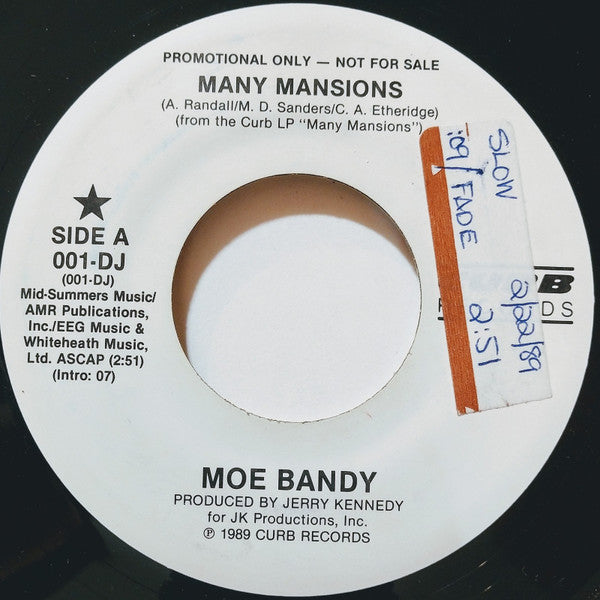 PROMOTIONAL ONLY — NOT FOR SALE
MANY MANSIONS
(A. Randall/M. D. Sanders/C. A. Etheridge)
(from the Curb LP "Many Mansions")
SIDE A
001-DJ
(001-DJ)
Mid-Summers Music/
AMR Publications,
Inc./EEG Music &
Whiteheath Music,
Ltd. ASCAP (2:51)
(Intro: 07)
SLOW 2/22/89
:09/FADE 2:51
MOE BANDY
PRODUCED BY JERRY KENNEDY
for JK Productions, Inc.
℗ 1989 CURB RECORDS